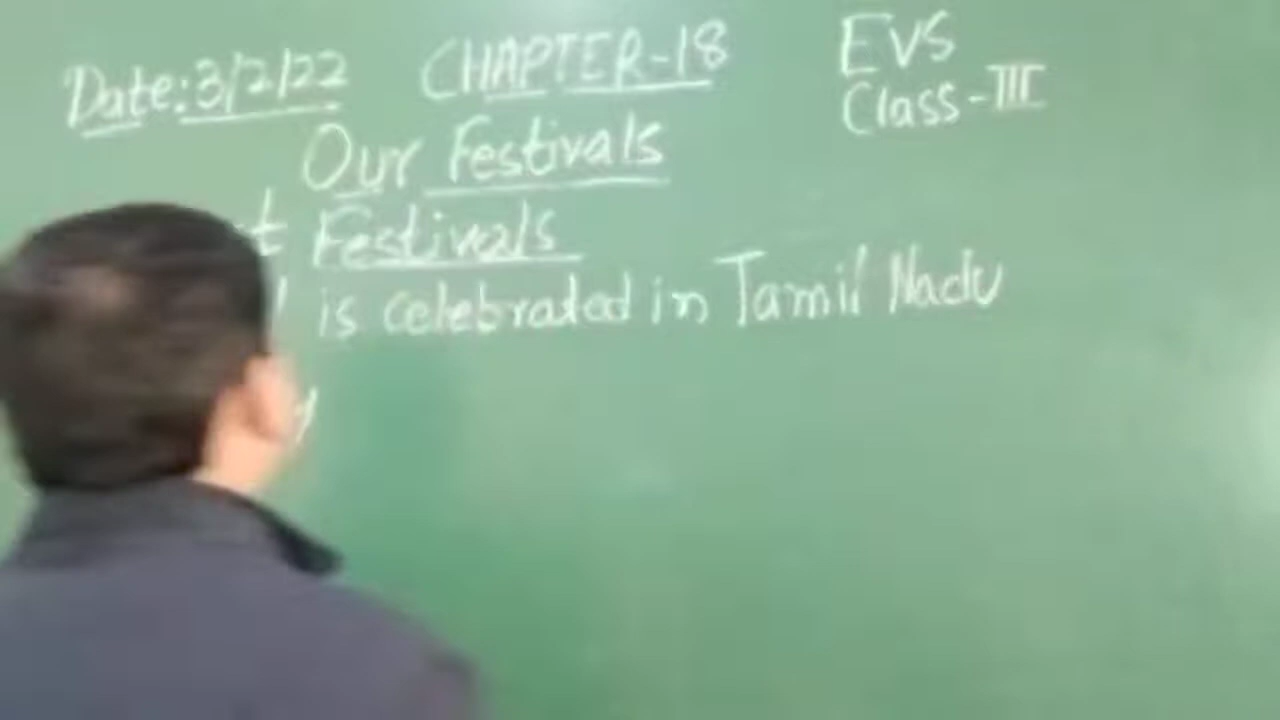 Date: 3/2/22 CHAPTER-18 EVS
Class-III
Our Festivals
Festivals
is celebrated in Tamil Nadu